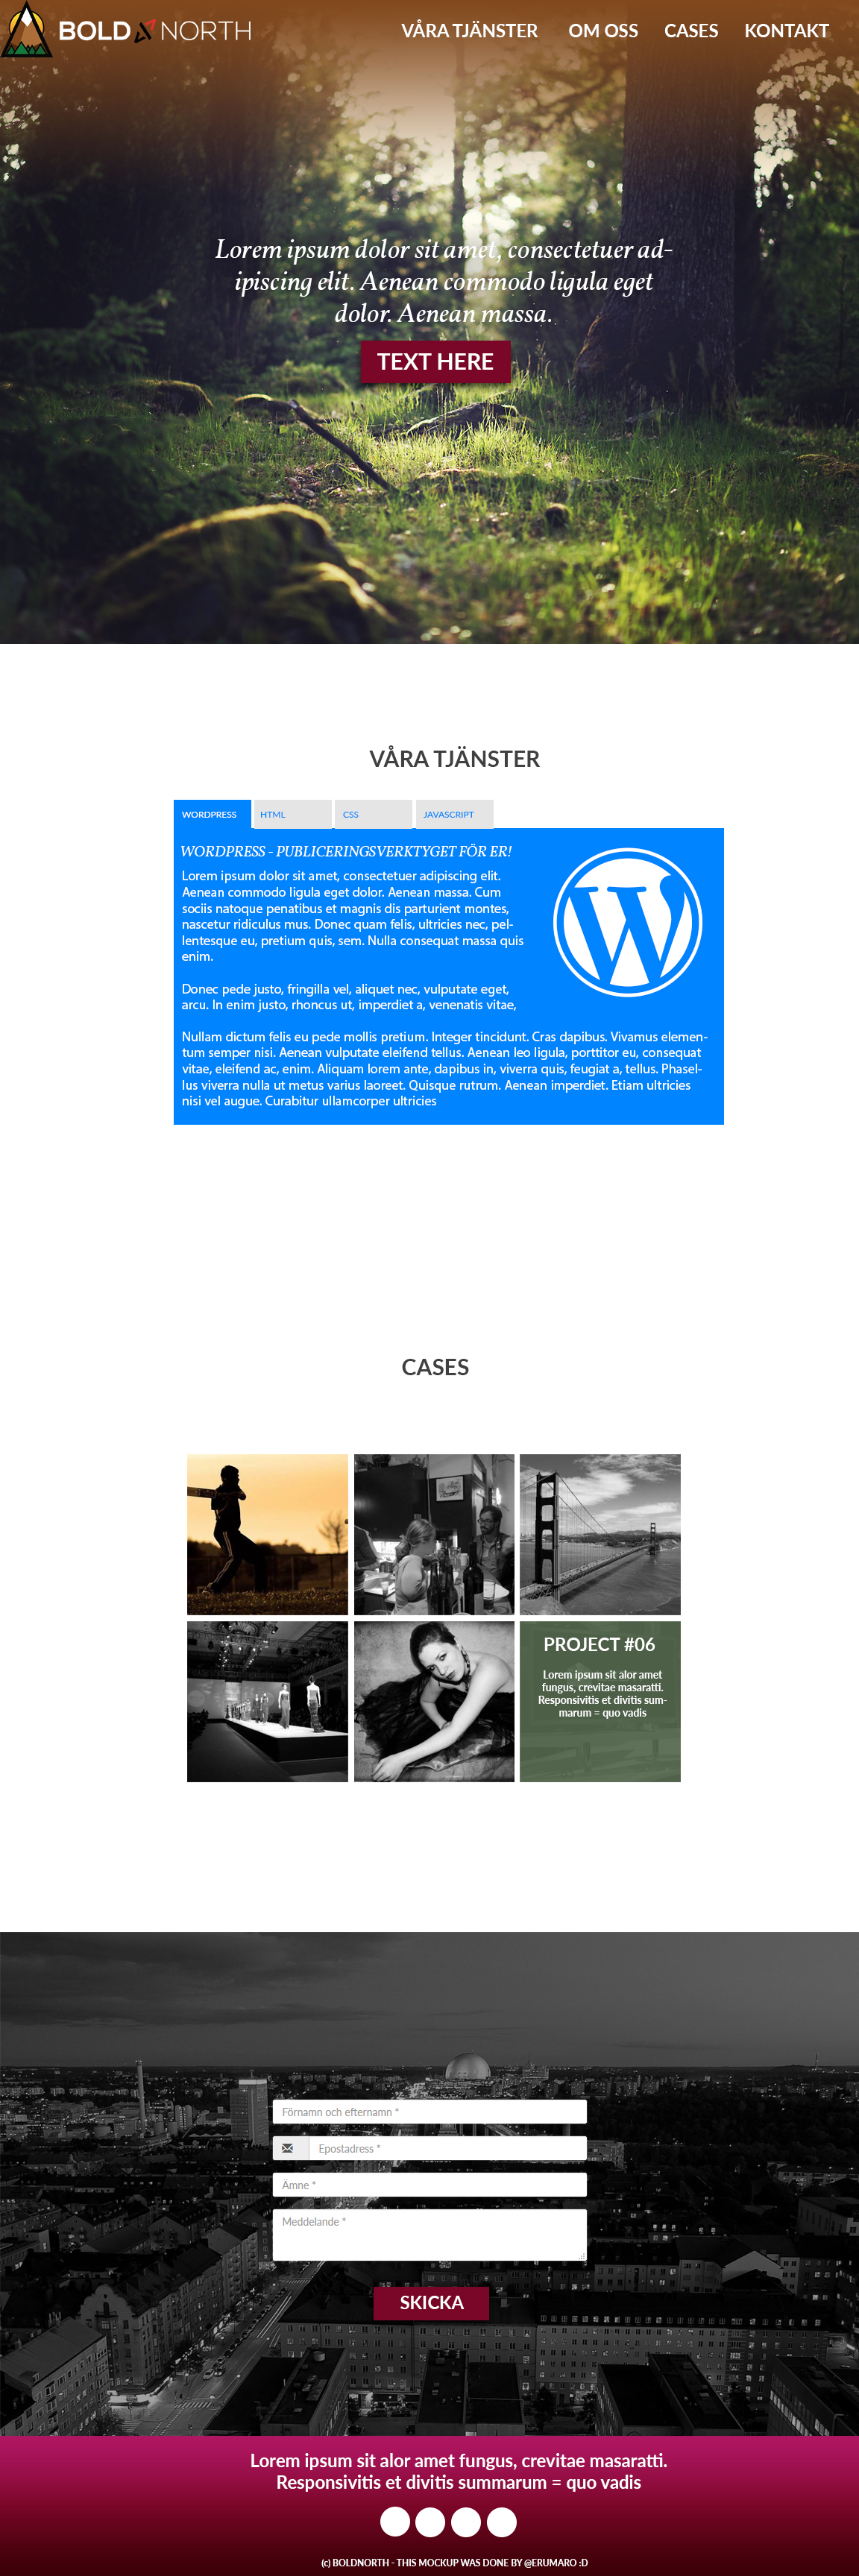 BOLD NORTH
VÅRA TJÄNSTER OM OSS CASES KONTAKT
Lorem ipsum dolor sit amet, consectetuer ad-
ipiscing elit. Aenean commodo ligula eget
dolor. Aenean massa.
TEXT HERE
VÅRA TJÄNSTER
WORDPRESS HTML CSS JAVASCRIPT
WORDPRESS - PUBLICERINGSVERKTYGET FÖR ER!
Lorem ipsum dolor sit amet, consectetuer adipiscing elit.
Aenean commodo ligula eget dolor. Aenean massa. Cum
sociis natoque penatibus et magnis dis parturient montes,
nascetur ridiculus mus. Donec quam felis, ultricies nec, pel-
lentesque eu, pretium quis, sem. Nulla consequat massa quis
enim.
Donec pede justo, fringilla vel, aliquet nec, vulputate eget,
arcu. In enim justo, rhoncus ut, imperdiet a, venenatis vitae,
Nullam dictum felis eu pede mollis pretium. Integer tincidunt. Cras dapibus. Vivamus elemen-
tum semper nisi. Aenean vulputate eleifend tellus. Aenean leo ligula, porttitor eu, consequat
vitae, eleifend ac, enim. Aliquam lorem ante, dapibus in, viverra quis, feugiat a, tellus. Phasel-
lus viverra nulla ut metus varius laoreet. Quisque rutrum. Aenean imperdiet. Etiam ultricies
nisi vel augue. Curabitur ullamcorper ultricies
CASES
PROJECT #06
Lorem ipsum sit alor amet
fungus, crevitae masaratti.
Responsivitis et divitis sum-
marum = quo vadis
Förnamn och efternamn *
Epostadress *
Ämne *
Meddelande *
SKICKA
Lorem ipsum sit alor amet fungus, crevitae masaratti.
Responsivitis et divitis summarum = quo vadis
(c) BOLDNORTH - THIS MOCKUP WAS DONE BY @ERUMARO :D